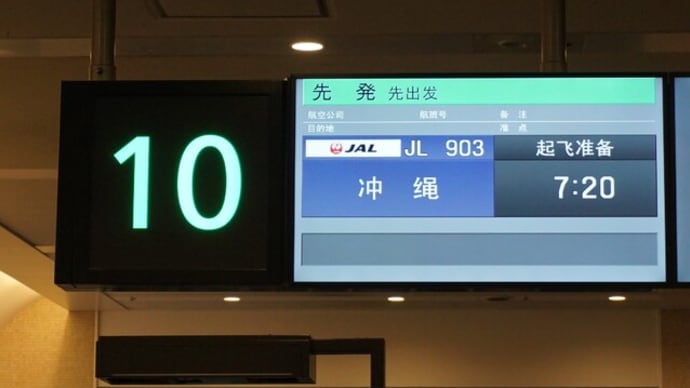 10
先 発 先出发
航空公司 航班号 备 注
目的地 准 点
JAL JL 903 起飞准备
冲 绳 7:20